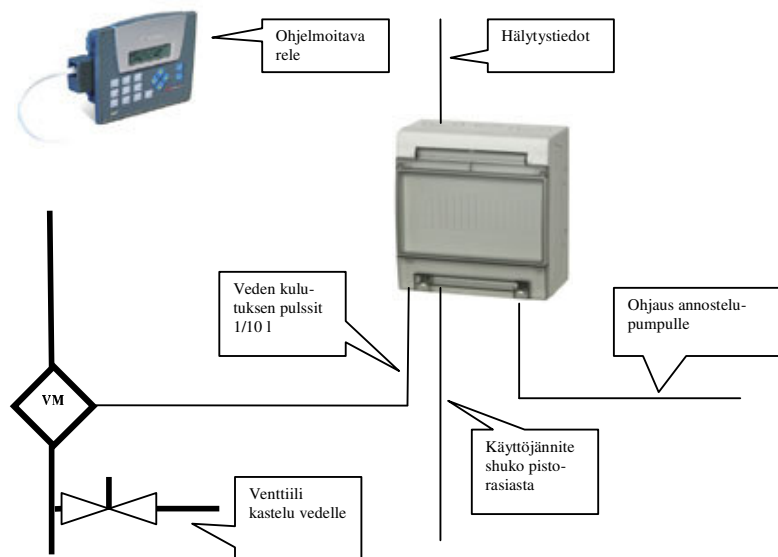 Ohjelmoitava
rele
Hälytystiedot
Veden kulu-
tuksen pulssit
1/10 l
Ohjaus annostelu-
pumpulle
VM
Käyttöjännite
shuko pisto-
rasiasta
Venttiili
kastelu vedelle